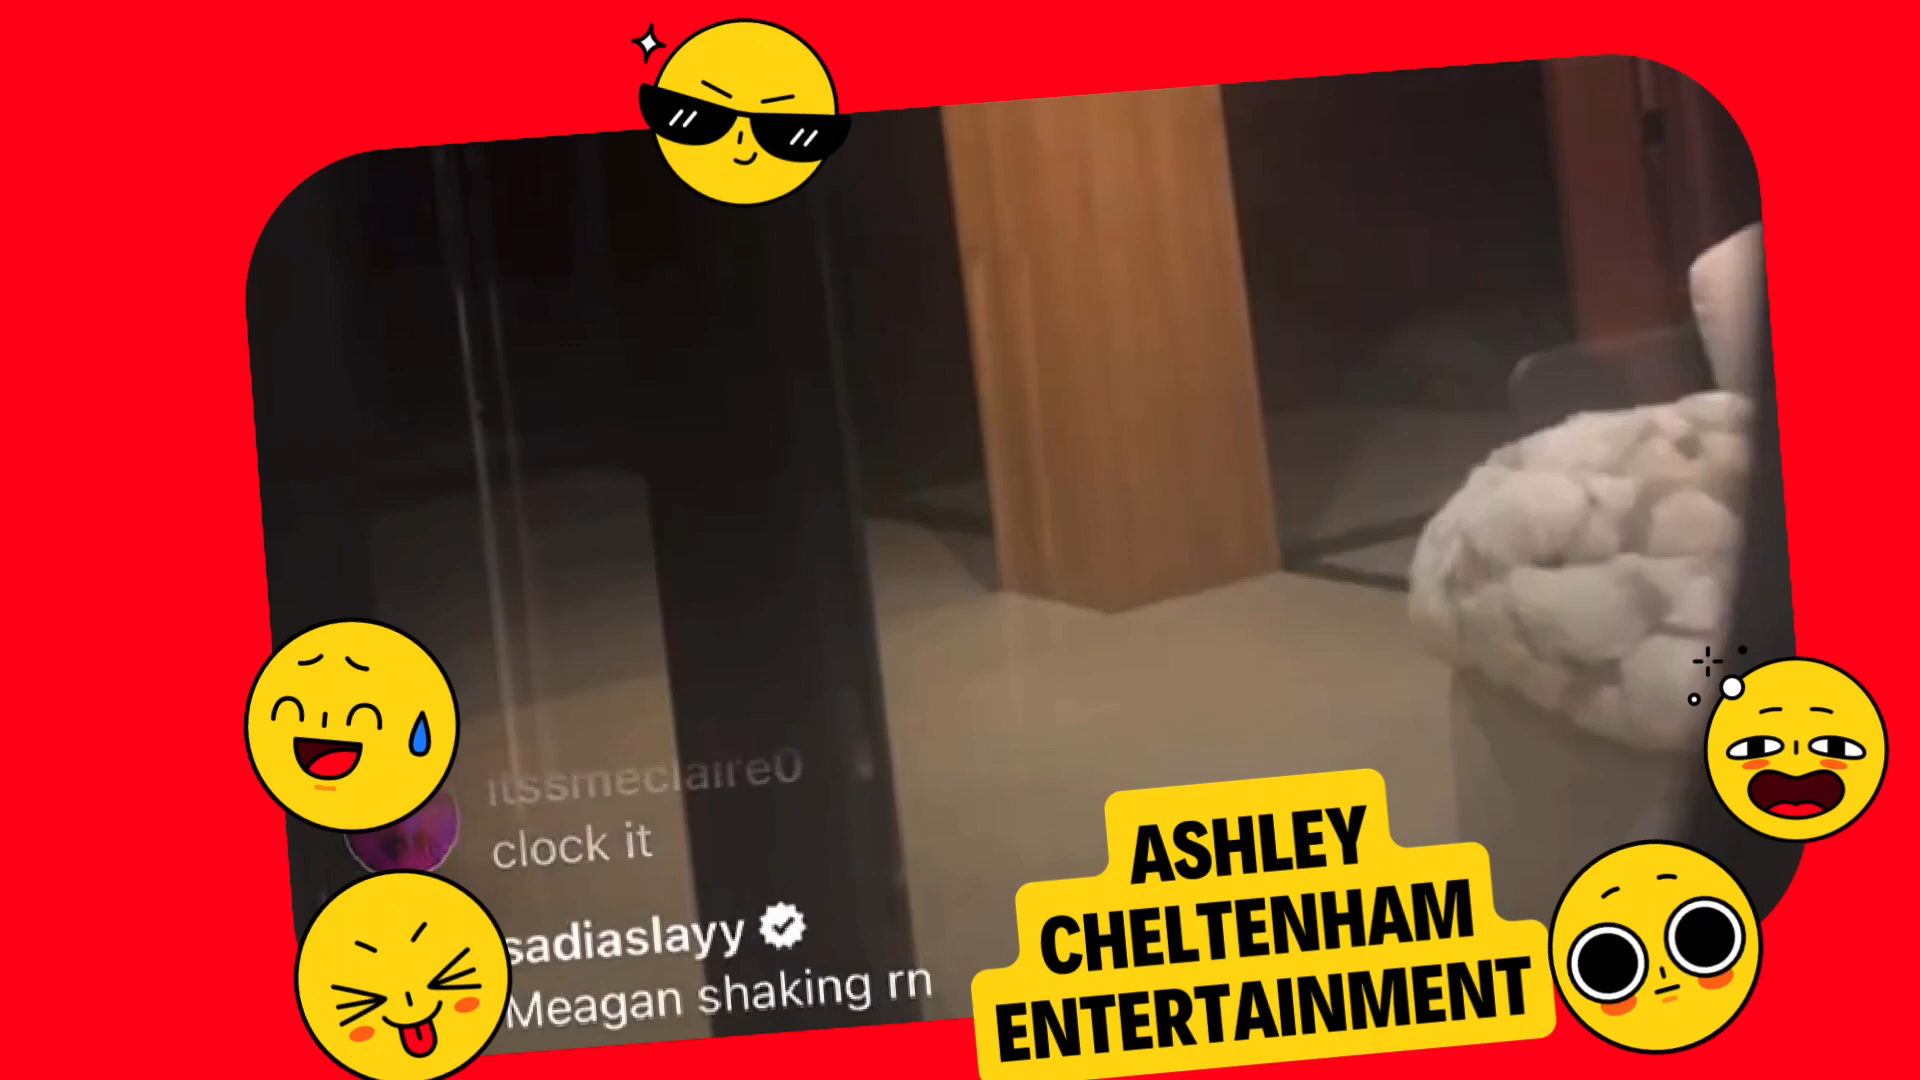 itssmeclaire0
clock it
sadiaslayy
Meagan shaking rn
ASHLEY
CHELTENHAM
ENTERTAINMENT